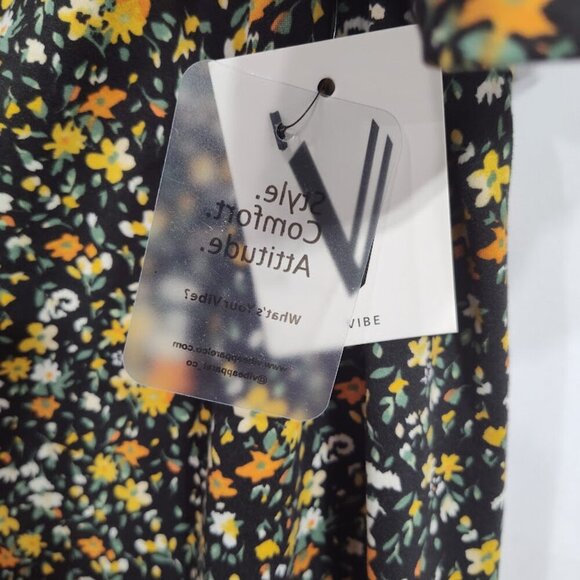 Style.
Comfort.
Attitude.
What's Your Vibe?
www.vibeapparelco.com
@vibeapparel_co
VIBE